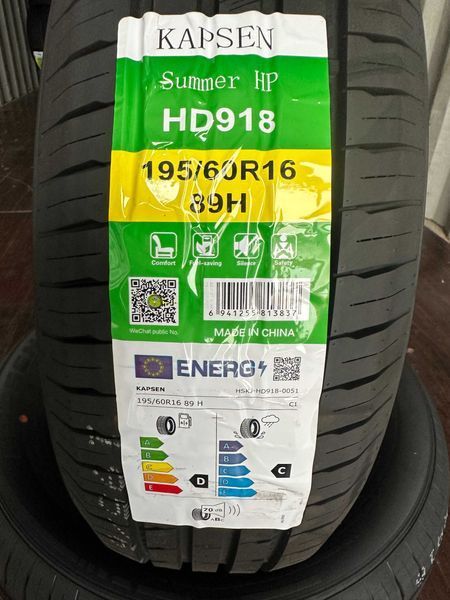 KAPSEN
Summer HP
HD918
195/60R16
89H
Comfort Fuel-saving Silence Safety
WeChat public No.
6 941255 813837
MADE IN CHINA
ENERG
KAPSEN HSKJ-HD918-0051
195/60R16 89 H C1
A A
B B
C C
D D D C
E E
70 dB
ABC